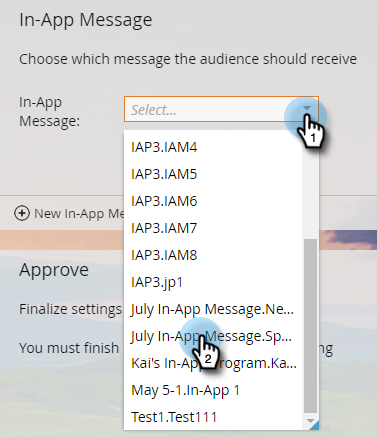 In-App Message
Choose which message the audience should receive
In-App
Message:
Select...
1
IAP3.IAM4
IAP3.IAM5
IAP3.IAM6
IAP3.IAM7
IAP3.IAM8
IAP3.jp1
New In-App Me
Approve
July In-App Message.Ne...
Finalize settings
July In-App Message.Sp...
2
You must finish
ng
Kai's In-App Program.Ka...
May 5-1.In-App 1
Test1.Test111